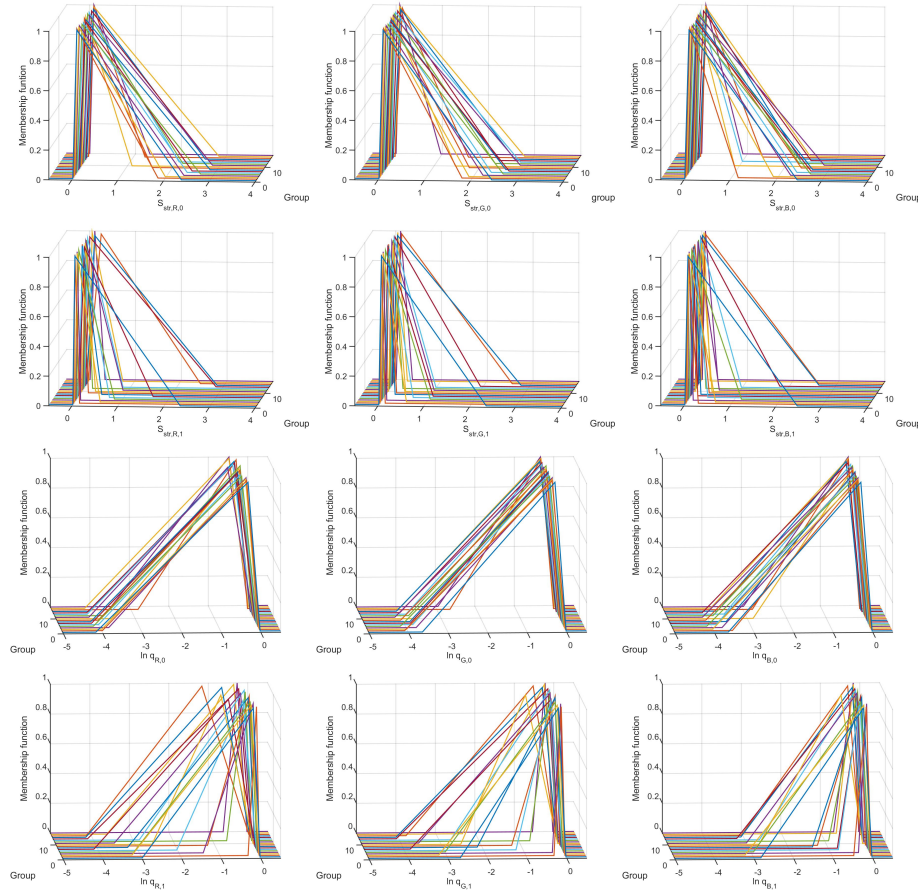 Membership function
1
0.8
0.6
0.4
0.2
0
0 1 2 3 4
10
0
Group
S_str,R,0
Membership function
1
0.8
0.6
0.4
0.2
0
0 1 2 3 4
10
0
group
S_str,G,0
Membership function
1
0.8
0.6
0.4
0.2
0
0 1 2 3 4
10
0
Group
S_str,B,0
Membership function
1
0.8
0.6
0.4
0.2
0
0 1 2 3 4
10
0
Group
S_str,R,1
Membership function
1
0.8
0.6
0.4
0.2
0
0 1 2 3 4
10
0
Group
S_str,G,1
Membership function
1
0.8
0.6
0.4
0.2
0
0 1 2 3 4
10
0
Group
S_str,B,1
Membership function
1
0.8
0.6
0.4
0.2
0
10
0
Group
-5 -4 -3 -2 -1 0
ln q_R,0
Membership function
1
0.8
0.6
0.4
0.2
0
10
0
Group
-5 -4 -3 -2 -1 0
ln q_G,0
Membership function
1
0.8
0.6
0.4
0.2
0
10
0
Group
-5 -4 -3 -2 -1 0
ln q_B,0
Membership function
1
0.8
0.6
0.4
0.2
0
10
0
Group
-5 -4 -3 -2 -1 0
ln q_R,1
Membership function
1
0.8
0.6
0.4
0.2
0
10
0
Group
-5 -4 -3 -2 -1 0
ln q_G,1
Membership function
1
0.8
0.6
0.4
0.2
0
10
0
Group
-5 -4 -3 -2 -1 0
ln q_B,1